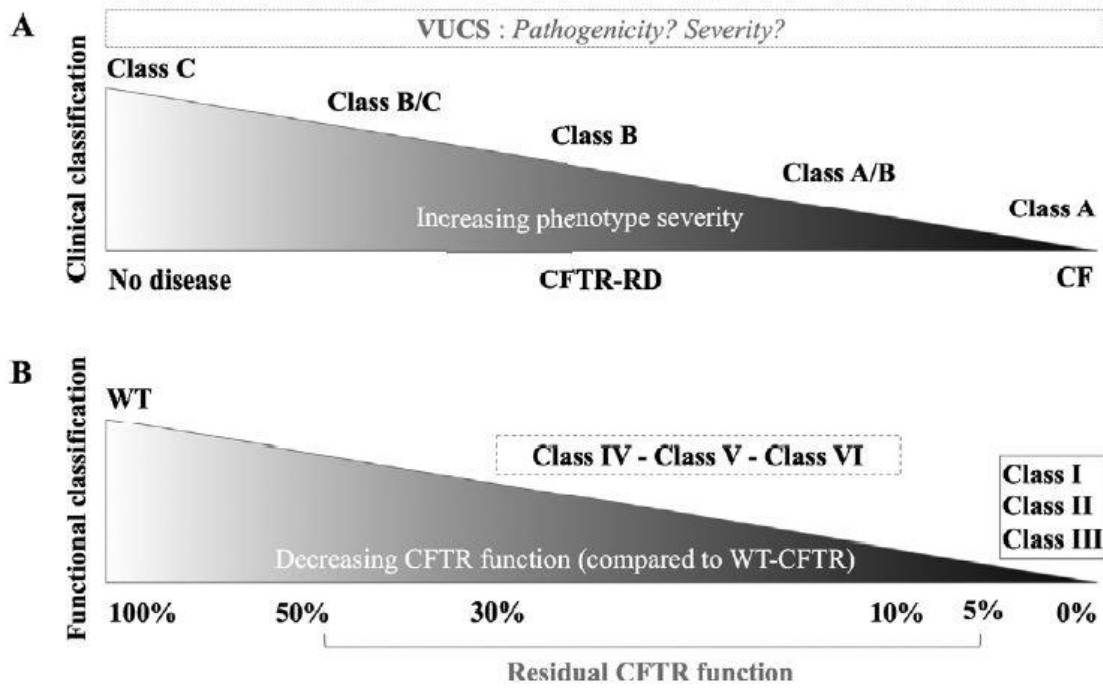 A
VUCS : Pathogenicity? Severity?
Clinical classification
Class C
Class B/C
Class B
Class A/B
Class A
Increasing phenotype severity
No disease
CFTR-RD
CF
B
Functional classification
WT
Class IV - Class V - Class VI
Class I
Class II
Class III
Decreasing CFTR function (compared to WT-CFTR)
100%
50%
30%
10%
5%
0%
Residual CFTR function